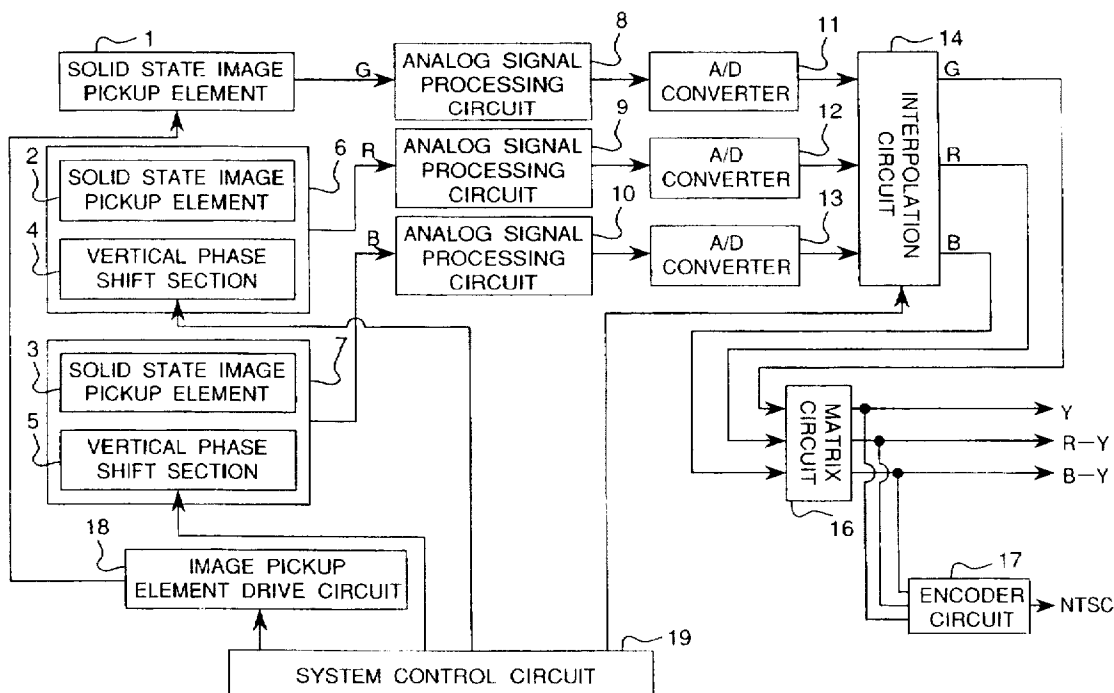 1
SOLID STATE IMAGE
PICKUP ELEMENT
G
8
ANALOG SIGNAL
PROCESSING
CIRCUIT
11
A/D
CONVERTER
14
INTERPOLATION
CIRCUIT
G
R
B
2
SOLID STATE IMAGE
PICKUP ELEMENT
6
4
VERTICAL PHASE
SHIFT SECTION
R
9
ANALOG SIGNAL
PROCESSING
CIRCUIT
12
A/D
CONVERTER
B
10
ANALOG SIGNAL
PROCESSING
CIRCUIT
13
A/D
CONVERTER
3
SOLID STATE IMAGE
PICKUP ELEMENT
7
5
VERTICAL PHASE
SHIFT SECTION
MATRIX
CIRCUIT
16
Y
R-Y
B-Y
18
IMAGE PICKUP
ELEMENT DRIVE CIRCUIT
17
ENCODER
CIRCUIT
NTSC
19
SYSTEM CONTROL CIRCUIT